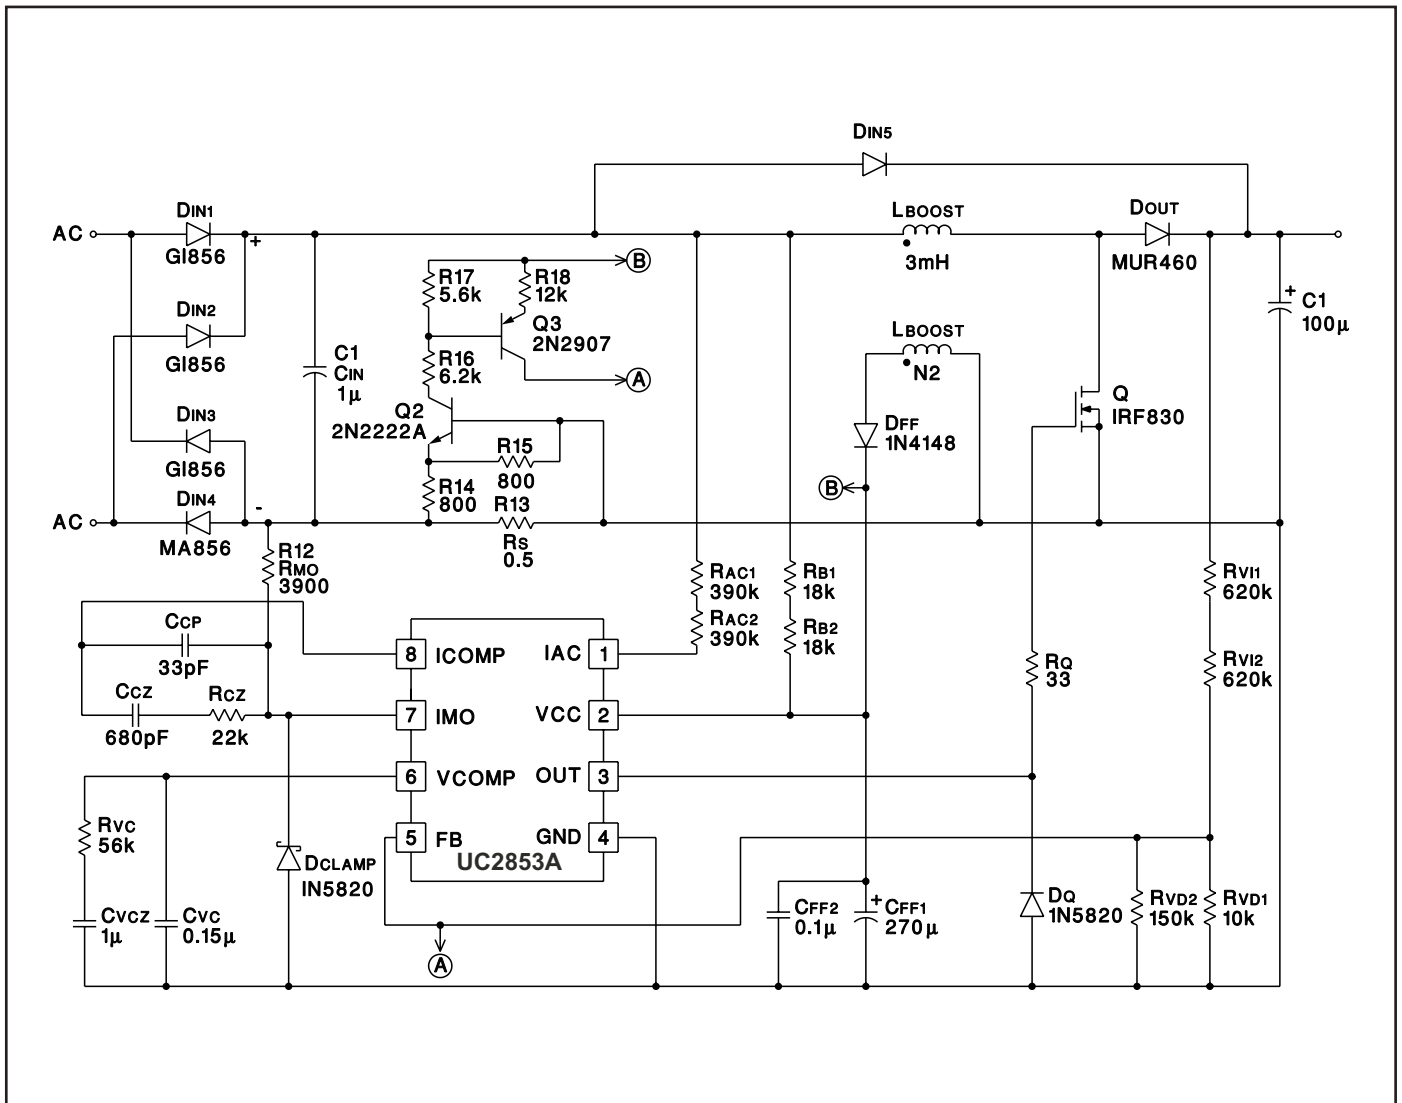 DIN5
AC
DIN1
GI856
+
LBOOST
3mH
DOUT
MUR460
B
R17
5.6k
R18
12k
DIN2
GI856
Q3
2N2907
C1
CIN
1µ
R16
6.2k
A
LBOOST
N2
+
C1
100µ
Q
IRF830
DIN3
GI856
Q2
2N2222A
R15
800
DFF
1N4148
B
R14
800
R13
RS
0.5
AC
DIN4
MA856
-
R12
RMO
3900
RAC1
390k
RB1
18k
RVI1
620k
CCP
33pF
8 ICOMP
IAC 1
RAC2
390k
RB2
18k
RQ
33
RVI2
620k
CCZ
680pF
RCZ
22k
7 IMO
VCC 2
6 VCOMP
OUT 3
RVC
56k
5 FB
GND 4
UC2853A
DCLAMP
IN5820
CVCZ
1µ
CVC
0.15µ
A
CFF2
0.1µ
+
CFF1
270µ
DQ
1N5820
RVD2
150k
RVD1
10k